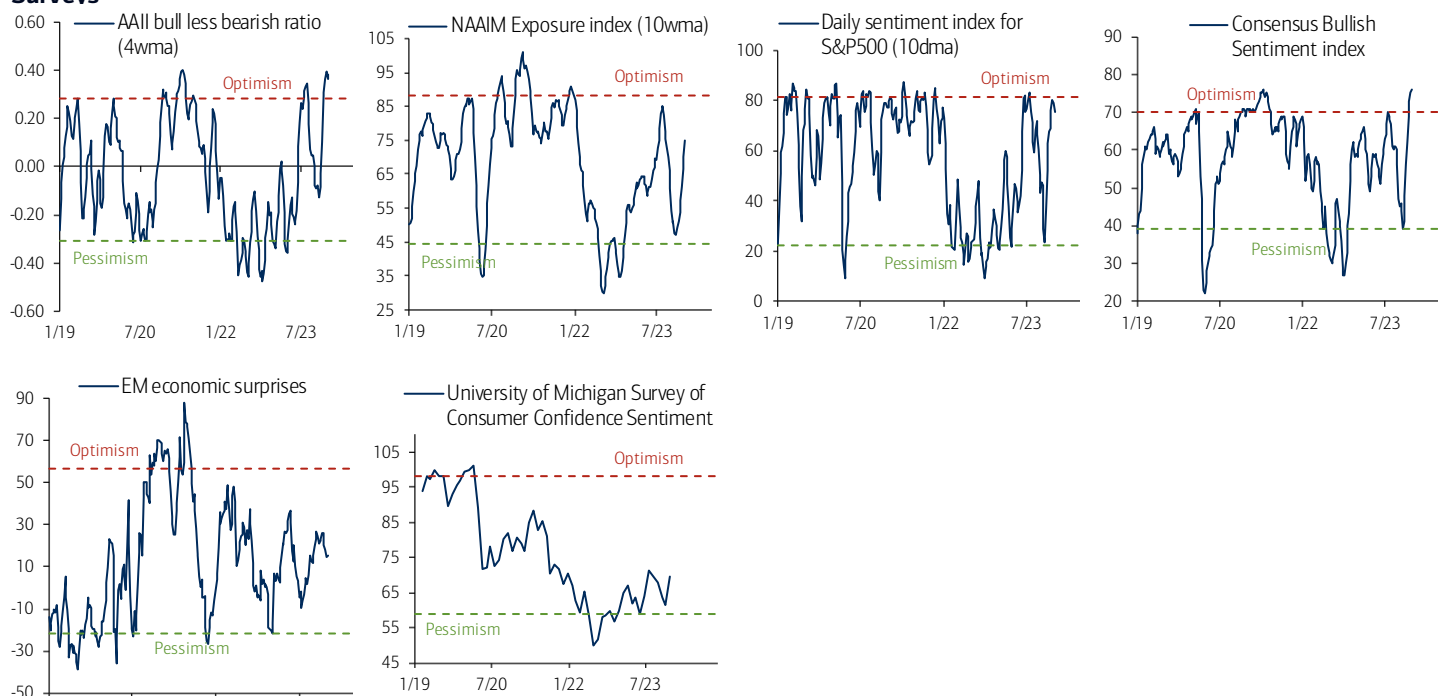 Surveys
AAII bull less bearish ratio
(4wma)
0.60
0.40
0.20
0.00
-0.20
-0.40
-0.60
Optimism
Pessimism
1/19
7/20
1/22
7/23
NAAIM Exposure index (10wma)
105
95
85
75
65
55
45
35
25
Optimism
Pessimism
1/19
7/20
1/22
7/23
Daily sentiment index for
S&P500 (10dma)
100
80
60
40
20
0
Optimism
Pessimism
1/19
7/20
1/22
7/23
Consensus Bullish
Sentiment index
90
80
70
60
50
40
30
20
Optimism
Pessimism
1/19
7/20
1/22
7/23
EM economic surprises
90
70
50
30
10
-10
-30
-50
Optimism
Pessimism
University of Michigan Survey of
Consumer Confidence Sentiment
105
95
85
75
65
55
45
Optimism
Pessimism
1/19
7/20
1/22
7/23